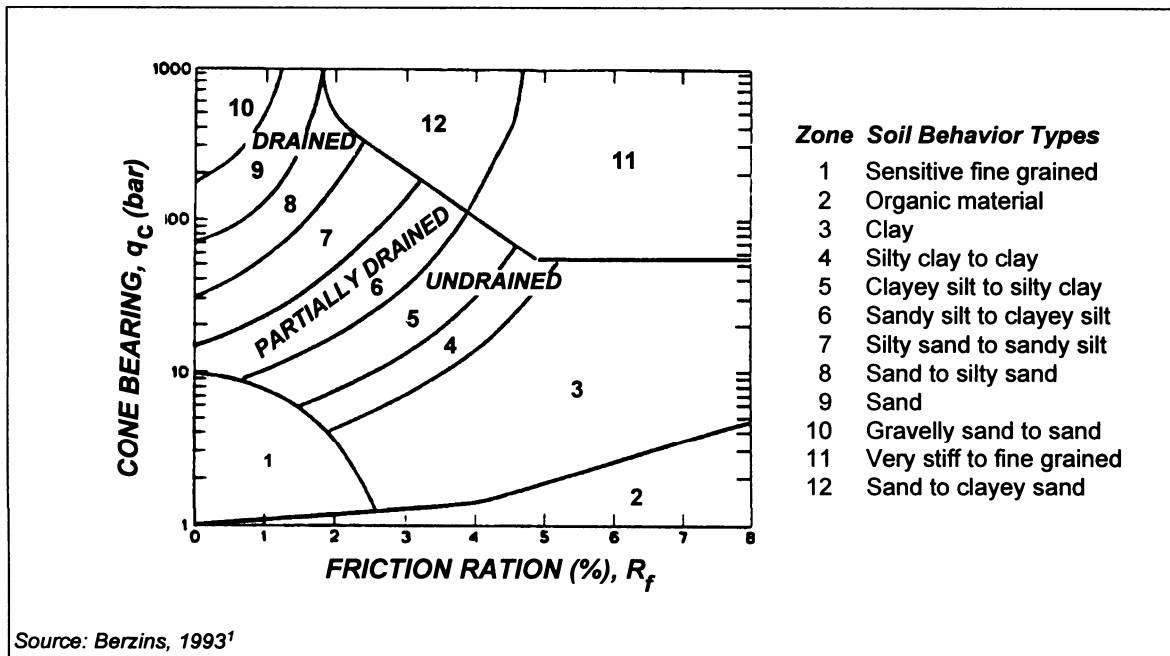 CONE BEARING, qc (bar)
1000
100
10
1
10
DRAINED
12
11
9
8
7
PARTIALLY DRAINED
6
UNDRAINED
5
4
3
1
2
0 1 2 3 4 5 6 7 8
FRICTION RATION (%), Rf
Zone Soil Behavior Types
1 Sensitive fine grained
2 Organic material
3 Clay
4 Silty clay to clay
5 Clayey silt to silty clay
6 Sandy silt to clayey silt
7 Silty sand to sandy silt
8 Sand to silty sand
9 Sand
10 Gravelly sand to sand
11 Very stiff to fine grained
12 Sand to clayey sand
Source: Berzins, 1993¹